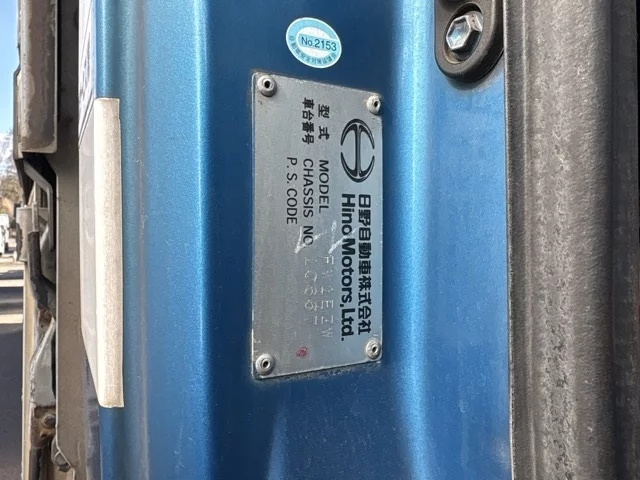 No.2153
日野自動車株式会社
Hino Motors, Ltd.
型式 MODEL
車台番号 CHASSIS NO.
P.S.CODE